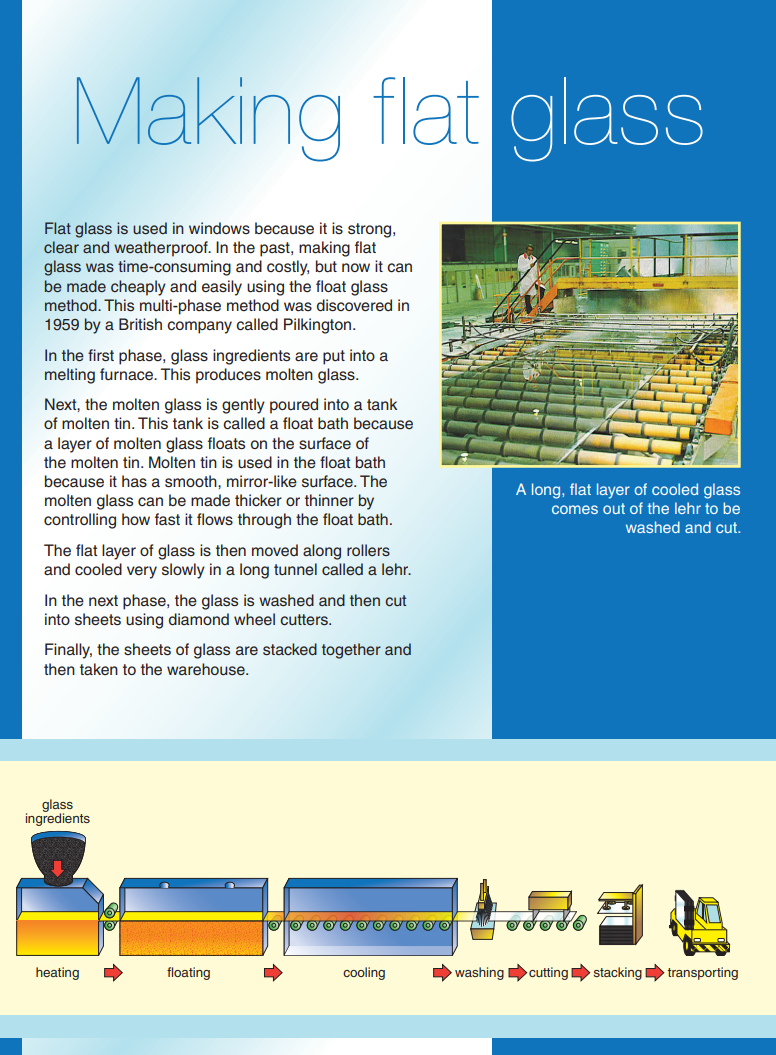 Making flat glass
Flat glass is used in windows because it is strong,
clear and weatherproof. In the past, making flat
glass was time-consuming and costly, but now it can
be made cheaply and easily using the float glass
method. This multi-phase method was discovered in
1959 by a British company called Pilkington.
In the first phase, glass ingredients are put into a
melting furnace. This produces molten glass.
Next, the molten glass is gently poured into a tank
of molten tin. This tank is called a float bath because
a layer of molten glass floats on the surface of
the molten tin. Molten tin is used in the float bath
because it has a smooth, mirror-like surface. The
molten glass can be made thicker or thinner by
controlling how fast it flows through the float bath.
The flat layer of glass is then moved along rollers
and cooled very slowly in a long tunnel called a lehr.
In the next phase, the glass is washed and then cut
into sheets using diamond wheel cutters.
Finally, the sheets of glass are stacked together and
then taken to the warehouse.
A long, flat layer of cooled glass
comes out of the lehr to be
washed and cut.
glass
ingredients
heating floating cooling washing cutting stacking transporting